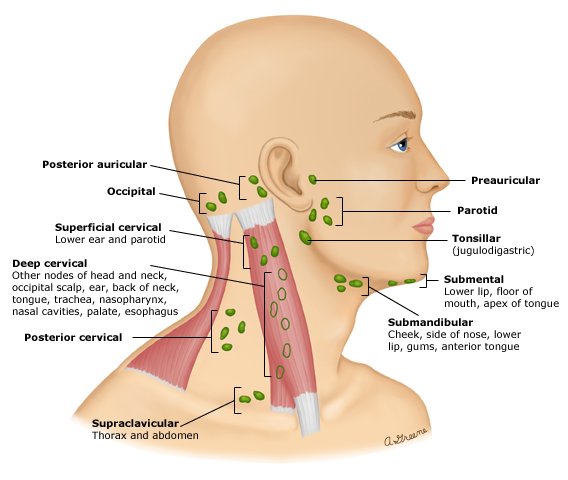 Posterior auricular
Occipital
Superficial cervical
Lower ear and parotid
Deep cervical
Other nodes of head and neck,
occipital scalp, ear, back of neck,
tongue, trachea, nasopharynx,
nasal cavities, palate, esophagus
Posterior cervical
Supraclavicular
Thorax and abdomen
Preauricular
Parotid
Tonsillar
(jugulodigastric)
Submental
Lower lip, floor of
mouth, apex of tongue
Submandibular
Cheek, side of nose, lower
lip, gums, anterior tongue
A. Greene